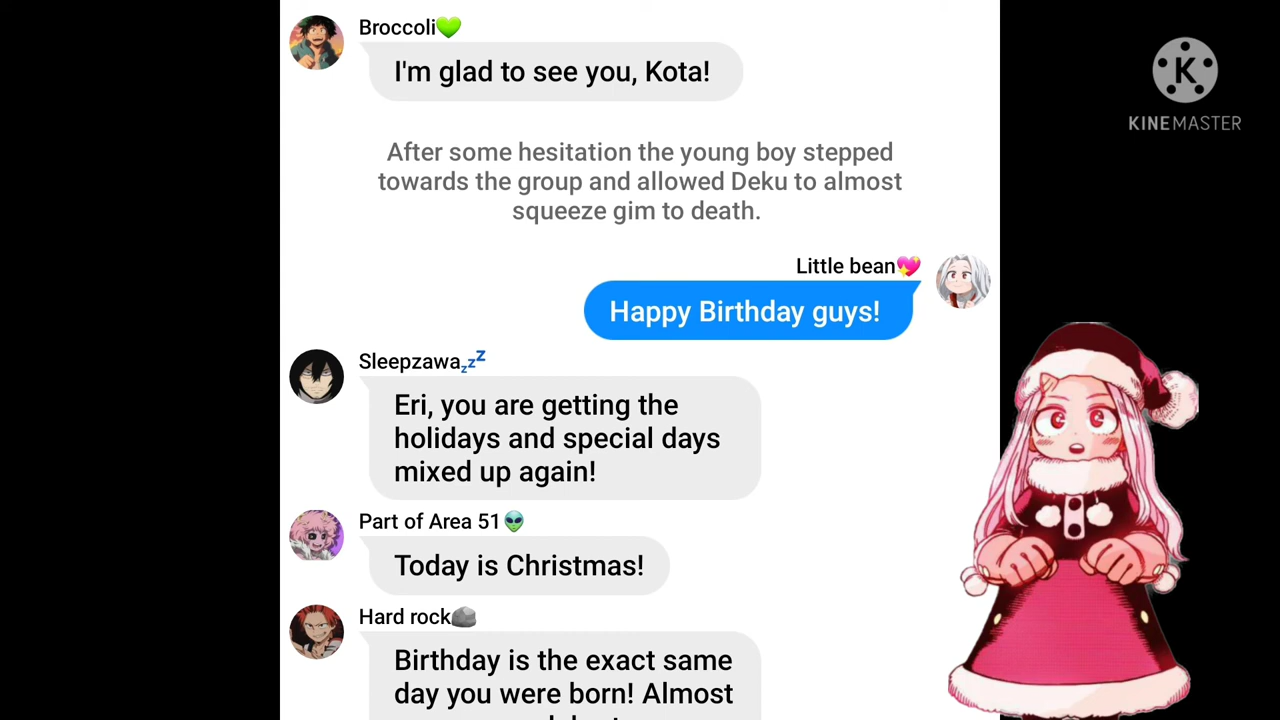 Broccoli💚
I'm glad to see you, Kota!
K
KINEMASTER
After some hesitation the young boy stepped
towards the group and allowed Deku to almost
squeeze gim to death.
Little bean💖
Happy Birthday guys!
Sleepzawa💤
Eri, you are getting the
holidays and special days
mixed up again!
Part of Area 51👽
Today is Christmas!
Hard rock🪨
Birthday is the exact same
day you were born! Almost